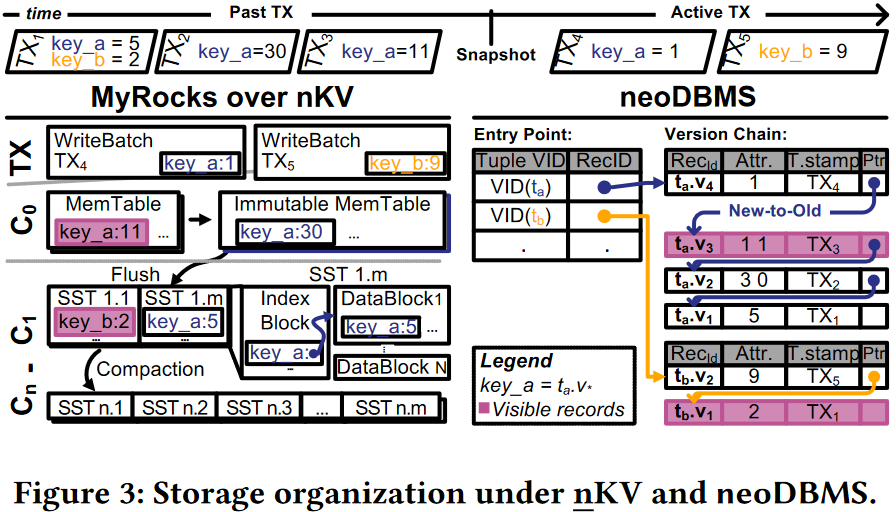 time Past TX Active TX
Snapshot
TX1 key_a = 5
key_b = 2
TX2 key_a=30
TX3 key_a=11
TX4 key_a = 1
TX5 key_b = 9
MyRocks over nKV
TX
WriteBatch
TX4 key_a:1
WriteBatch
TX5 key_b:9
C0
MemTable
key_a:11 ...
Immutable MemTable
key_a:30 ...
Flush
SST 1.m
Cn - C1
SST 1.1
key_b:2
...
SST 1.m
key_a:5
...
Index
Block
key_a:
...
DataBlock1
key_a:5 ...
DataBlock N
Compaction
SST n.1 SST n.2 SST n.3 ... SST n.m
neoDBMS
Entry Point:
Tuple VID RecID
VID(ta)
VID(tb)
. .
Version Chain:
RecId Attr. T.stamp Ptr
ta.v4 1 TX4
New-to-Old
ta.v3 1 1 TX3
ta.v2 3 0 TX2
ta.v1 5 TX1
RecId Attr. T.stamp Ptr
tb.v2 9 TX5
tb.v1 2 TX1
Legend
key_a = ta.v*
Visible records
Figure 3: Storage organization under nKV and neoDBMS.